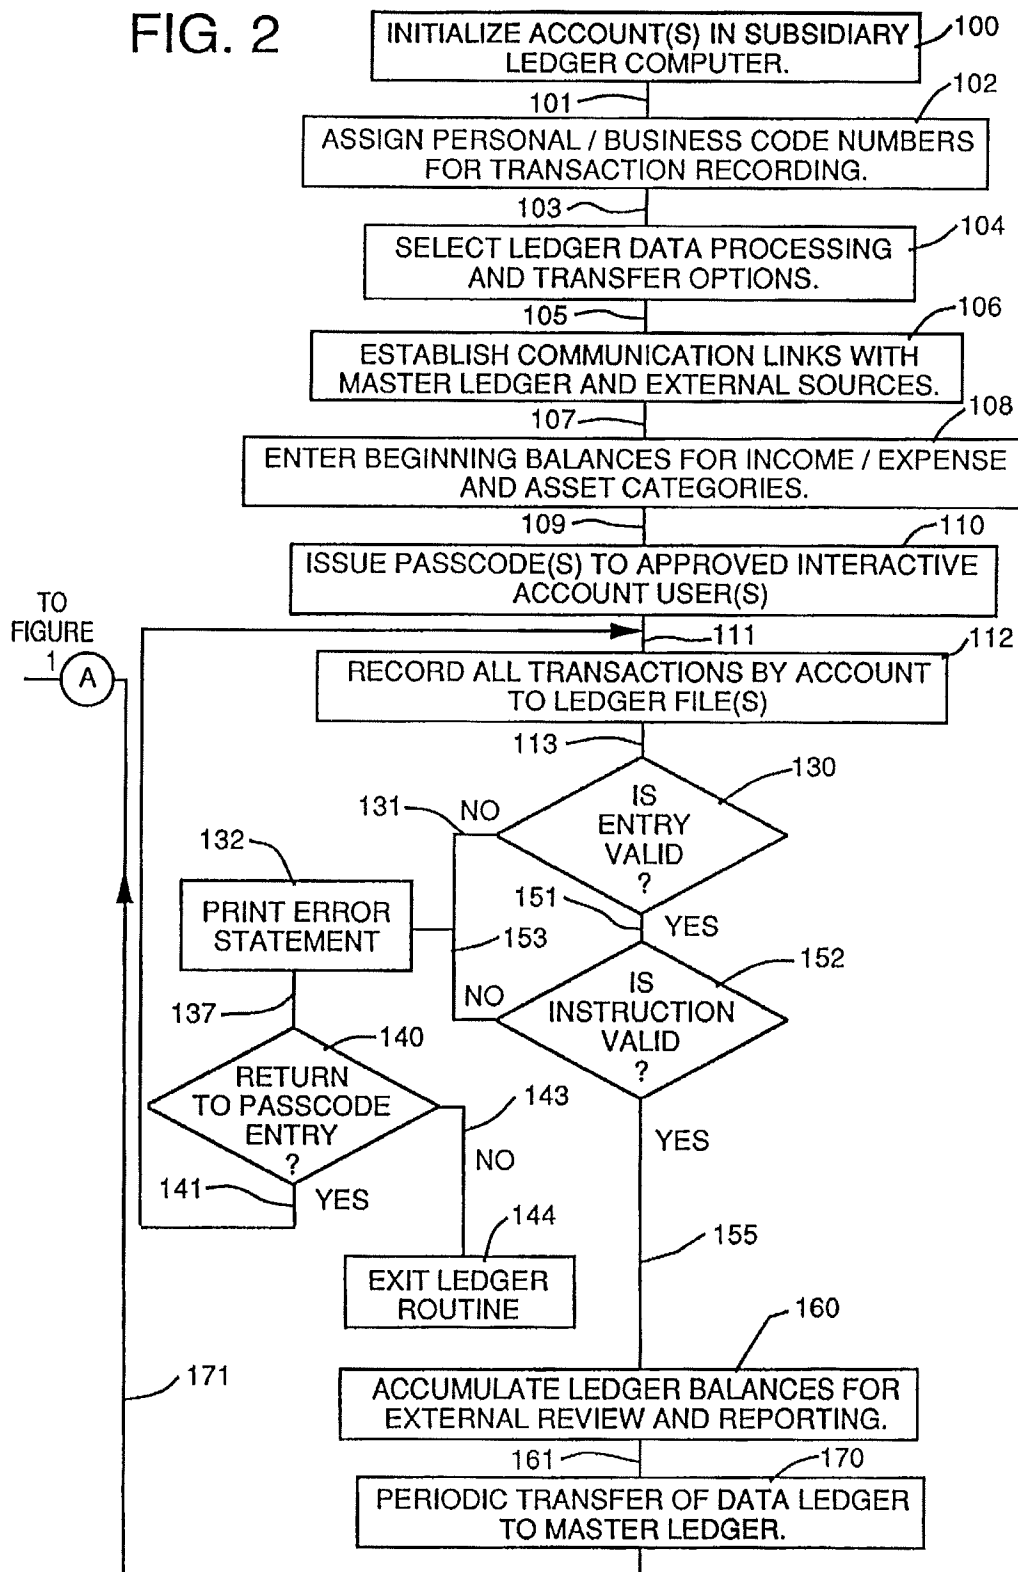 FIG. 2
INITIALIZE ACCOUNT(S) IN SUBSIDIARY
LEDGER COMPUTER.
100
101
102
ASSIGN PERSONAL / BUSINESS CODE NUMBERS
FOR TRANSACTION RECORDING.
103
104
SELECT LEDGER DATA PROCESSING
AND TRANSFER OPTIONS.
105
106
ESTABLISH COMMUNICATION LINKS WITH
MASTER LEDGER AND EXTERNAL SOURCES.
107
108
ENTER BEGINNING BALANCES FOR INCOME / EXPENSE
AND ASSET CATEGORIES.
109
110
ISSUE PASSCODE(S) TO APPROVED INTERACTIVE
ACCOUNT USER(S)
TO
FIGURE
1
A
111
112
RECORD ALL TRANSACTIONS BY ACCOUNT
TO LEDGER FILE(S)
113
130
IS
ENTRY
VALID
?
131
NO
132
PRINT ERROR
STATEMENT
151
YES
153
152
IS
INSTRUCTION
VALID
?
NO
137
140
RETURN
TO PASSCODE
ENTRY
?
143
NO
YES
141
YES
144
EXIT LEDGER
ROUTINE
155
160
171
ACCUMULATE LEDGER BALANCES FOR
EXTERNAL REVIEW AND REPORTING.
161
170
PERIODIC TRANSFER OF DATA LEDGER
TO MASTER LEDGER.